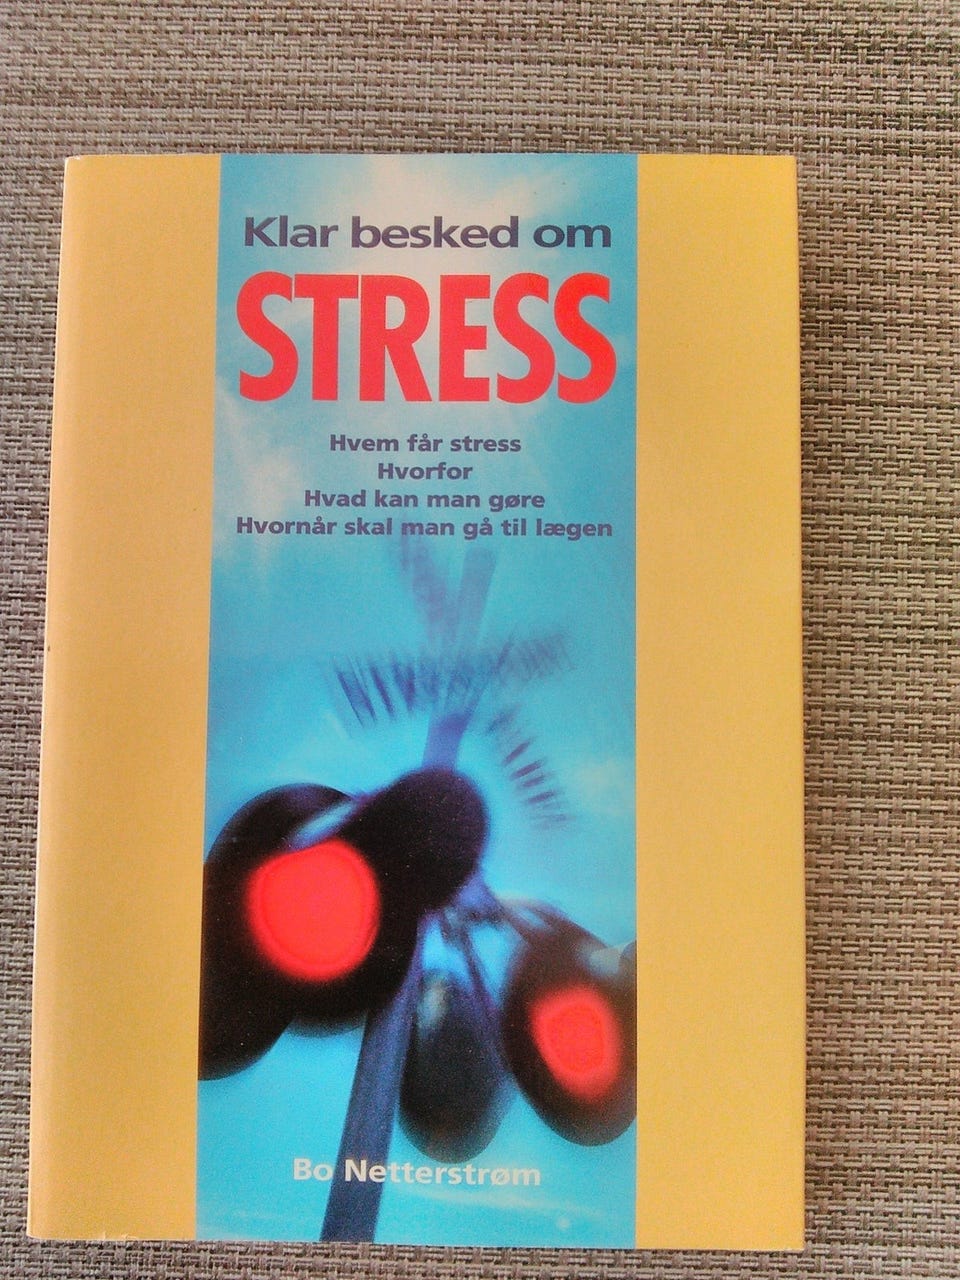 Klar besked om
STRESS
Hvem får stress
Hvorfor
Hvad kan man gøre
Hvornår skal man gå til lægen
Bo Netterstrøm